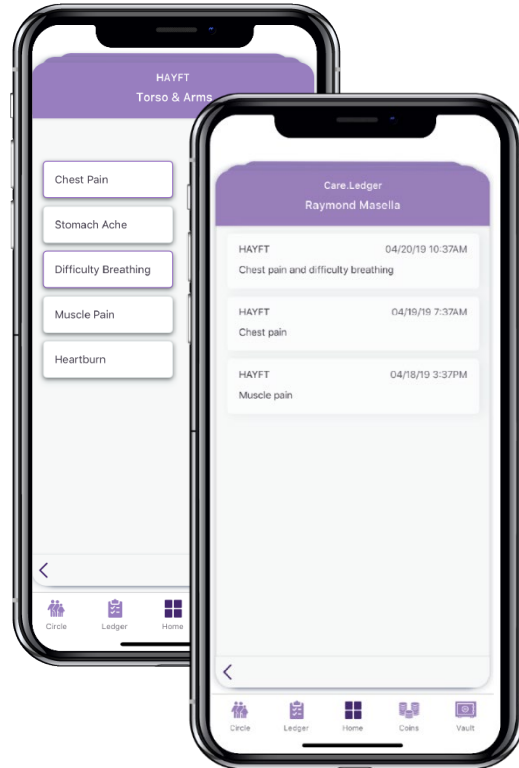 HAYFT
Torso & Arms
Chest Pain
Stomach Ache
Difficulty Breathing
Muscle Pain
Heartburn
Circle
Ledger
Home
Care.Ledger
Raymond Masella
HAYFT 04/20/19 10:37AM
Chest pain and difficulty breathing
HAYFT 04/19/19 7:37AM
Chest pain
HAYFT 04/18/19 3:37PM
Muscle pain
Circle Ledger Home Coins Vault